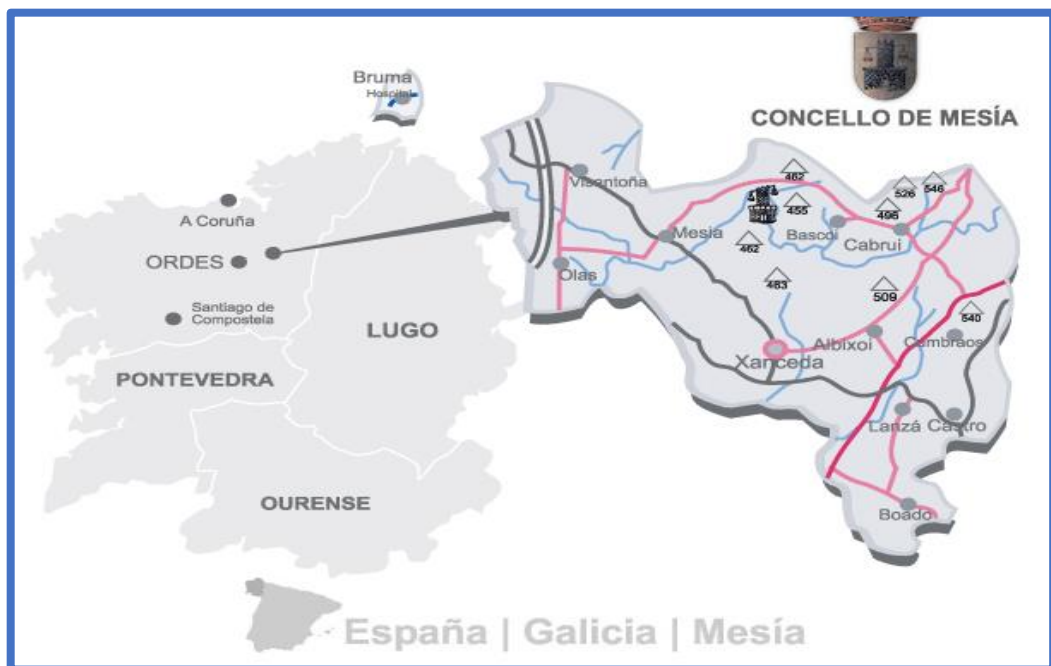 Bruma
Hospital
CONCELLO DE MESÍA
A Coruña
ORDES
Santiago de
Compostela
LUGO
PONTEVEDRA
OURENSE
Visantoña
Mesía
Olas
462
455
462
483
526
546
496
509
540
Bascoi
Cabrui
Xanceda
Albixoi
Cumbraos
Lanzá
Castro
Boado
España | Galicia | Mesía